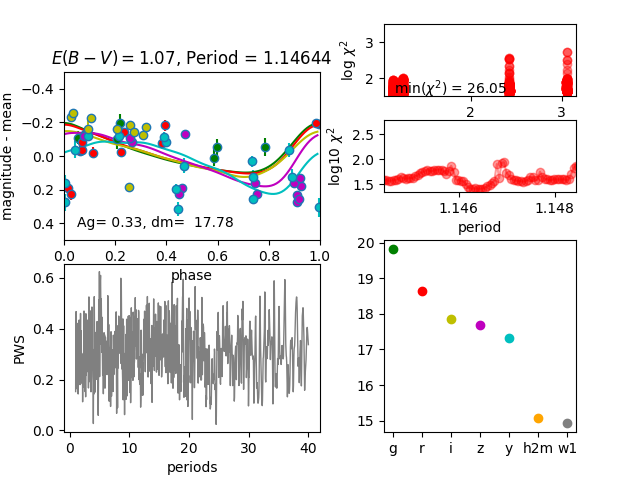 E(B − V) = 1.07, Period = 1.14644
magnitude - mean
−0.4
−0.2
0.0
0.2
0.4
Ag= 0.33, dm=  17.78
0.0 0.2 0.4 0.6 0.8 1.0
phase
log χ²
3
2
min(χ²) = 26.05
2 3
log10 χ²
2.5
2.0
1.5
1.146 1.148
period
PWS
0.6
0.4
0.2
0.0
0 10 20 30 40
periods
20
19
18
17
16
15
g r i z y h2m w1